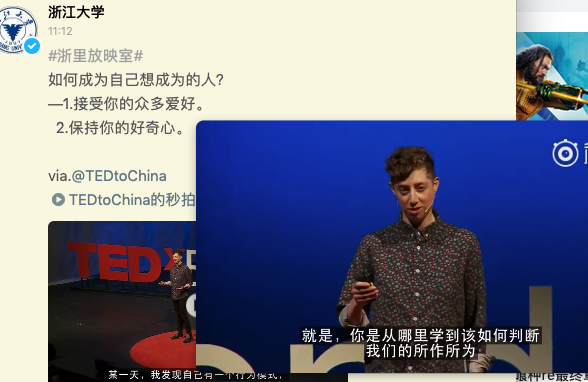 浙江大学
11:12
#浙里放映室#
如何成为自己想成为的人?
—1.接受你的众多爱好。
2.保持你的好奇心。
via.@TEDtoChina
TEDtoChina的秒拍
TEDx
某一天，我发现自己有一个行为模式，
就是，你是从哪里学到该如何判断
我们的所作所为